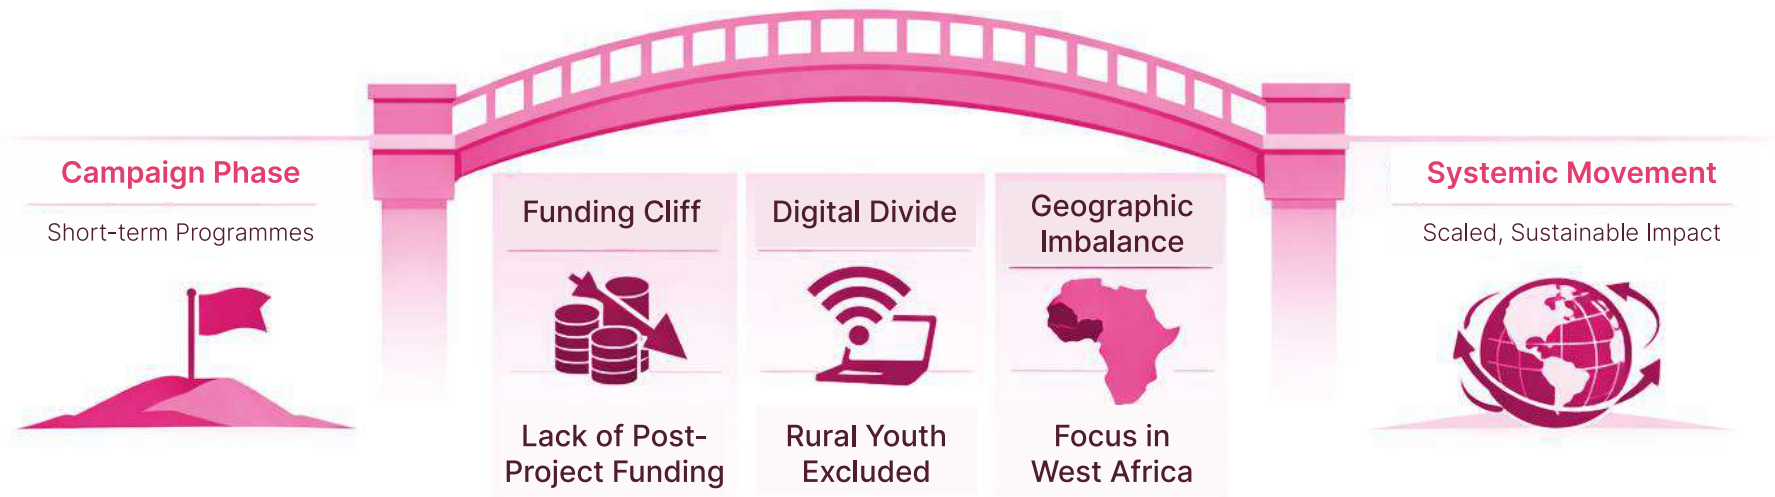 Campaign Phase
Short-term Programmes
Funding Cliff
Lack of Post-
Project Funding
Digital Divide
Rural Youth
Excluded
Geographic
Imbalance
Focus in
West Africa
Systemic Movement
Scaled, Sustainable Impact